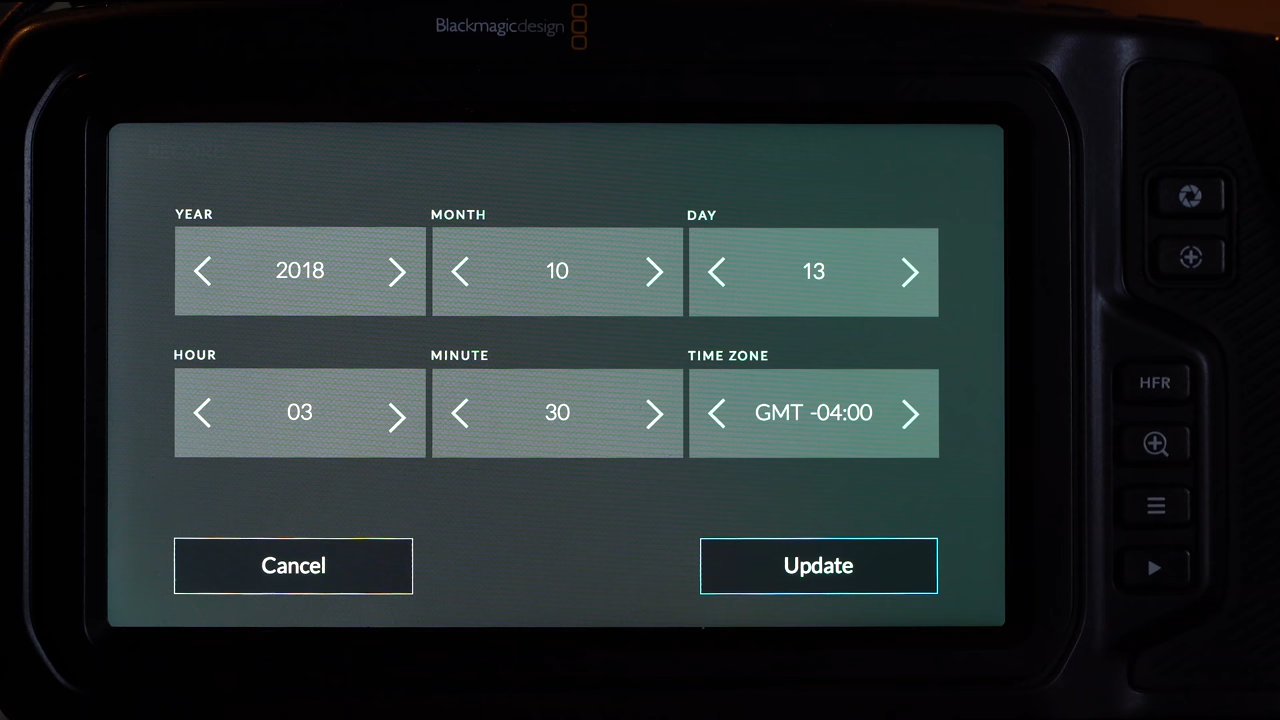 Blackmagicdesign
YEAR MONTH DAY
2018 10 13
HOUR MINUTE TIME ZONE
03 30 GMT -04:00
Cancel Update
HFR